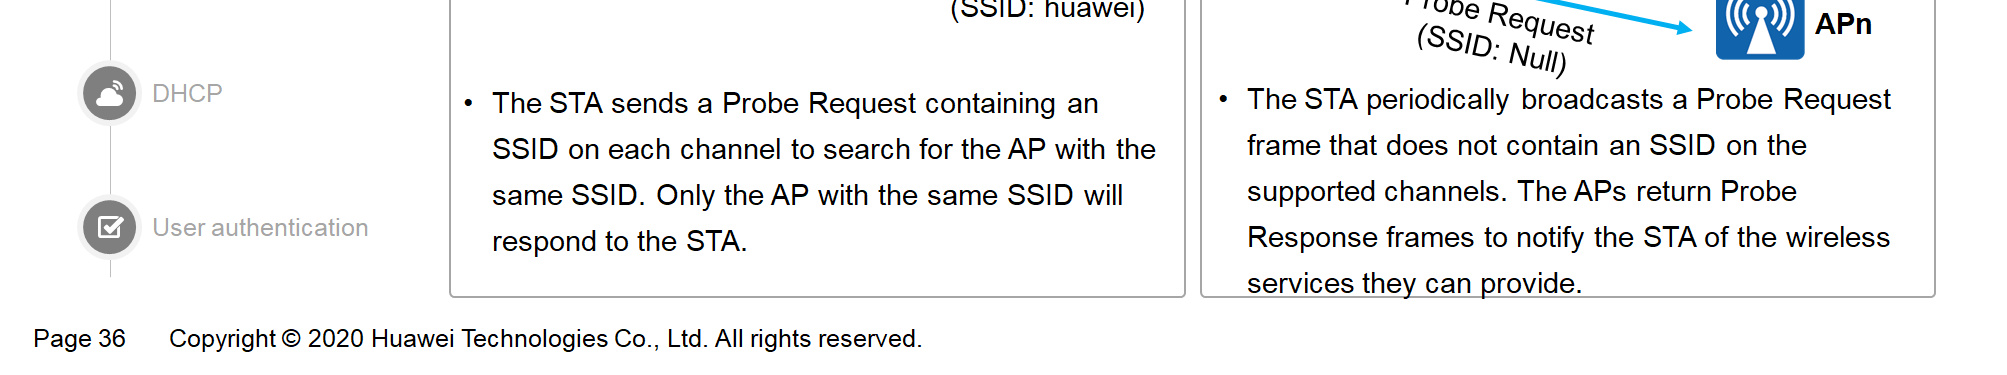 (SSID: huawei)
Probe Request
(SSID: Null)
APn
DHCP
User authentication
• The STA sends a Probe Request containing an
SSID on each channel to search for the AP with the
same SSID. Only the AP with the same SSID will
respond to the STA.
• The STA periodically broadcasts a Probe Request
frame that does not contain an SSID on the
supported channels. The APs return Probe
Response frames to notify the STA of the wireless
services they can provide.
Page 36 Copyright © 2020 Huawei Technologies Co., Ltd. All rights reserved.